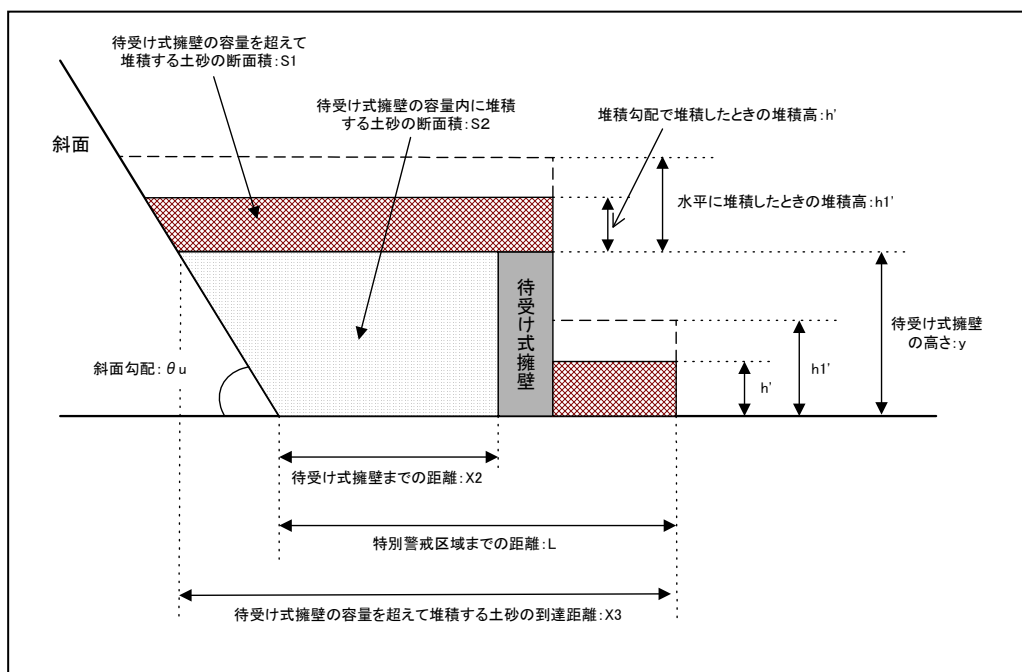 待受け式擁壁の容量を超えて
堆積する土砂の断面積：S1
待受け式擁壁の容量内に堆積
する土砂の断面積：S２
堆積勾配で堆積したときの堆積高：h'
斜面
水平に堆積したときの堆積高：h1'
待受け式擁壁
待受け式擁壁
の高さ：y
斜面勾配：θu
h'
h1'
待受け式擁壁までの距離：X2
特別警戒区域までの距離：L
待受け式擁壁の容量を超えて堆積する土砂の到達距離：X3